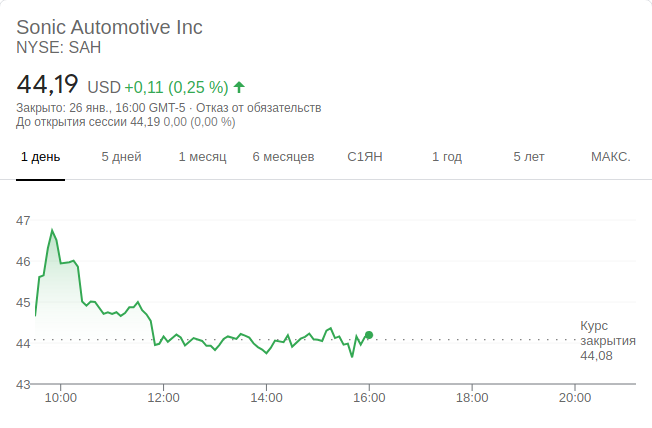 Sonic Automotive Inc
NYSE: SAH
44,19 USD +0,11 (0,25 %)
Закрыто: 26 янв., 16:00 GMT-5 · Отказ от обязательств
До открытия сессии 44,19 0,00 (0,00 %)
1 день 5 дней 1 месяц 6 месяцев С1ЯН 1 год 5 лет МАКС.
47
46
45
44
43
Курс
закрытия
44,08
10:00 12:00 14:00 16:00 18:00 20:00